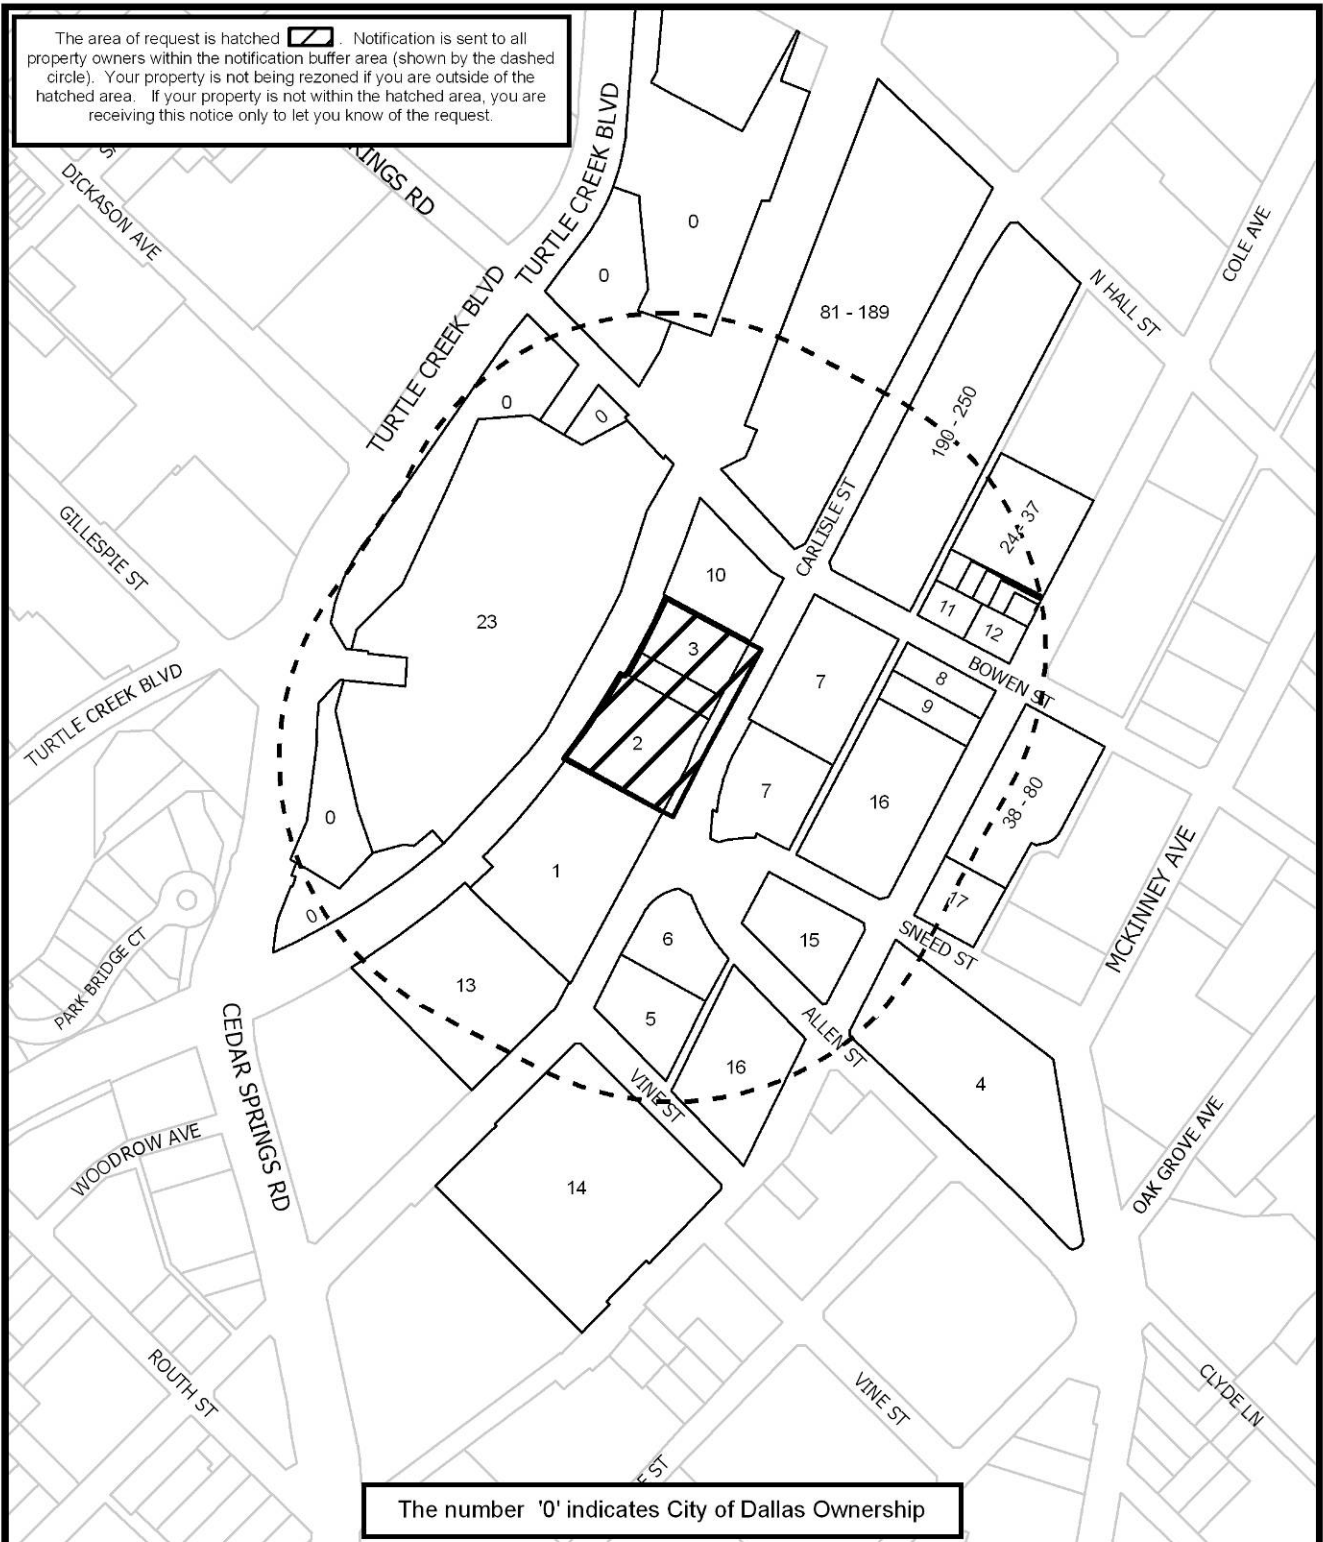 The area of request is hatched . Notification is sent to all
property owners within the notification buffer area (shown by the dashed
circle). Your property is not being rezoned if you are outside of the
hatched area. If your property is not within the hatched area, you are
receiving this notice only to let you know of the request.
RINGS RD
DICKASON AVE
TURTLE CREEK BLVD
TURTLE CREEK BLVD
COLE AVE
N HALL ST
0
0
81 - 189
190 - 250
0
0
GILLESPIE ST
CARLISLE ST
24 - 37
10
11
12
23
3
BOWEN ST
7
8
9
TURTLE CREEK BLVD
2
7
16
38 - 80
0
1
17
MCKINNEY AVE
0
6
15
SNEED ST
PARK BRIDGE CT
13
5
ALLEN ST
CEDAR SPRINGS RD
16
4
VINE ST
WOODROW AVE
OAK GROVE AVE
14
ROUTH ST
VINE ST
CLYDE LN
ST
The number '0' indicates City of Dallas Ownership